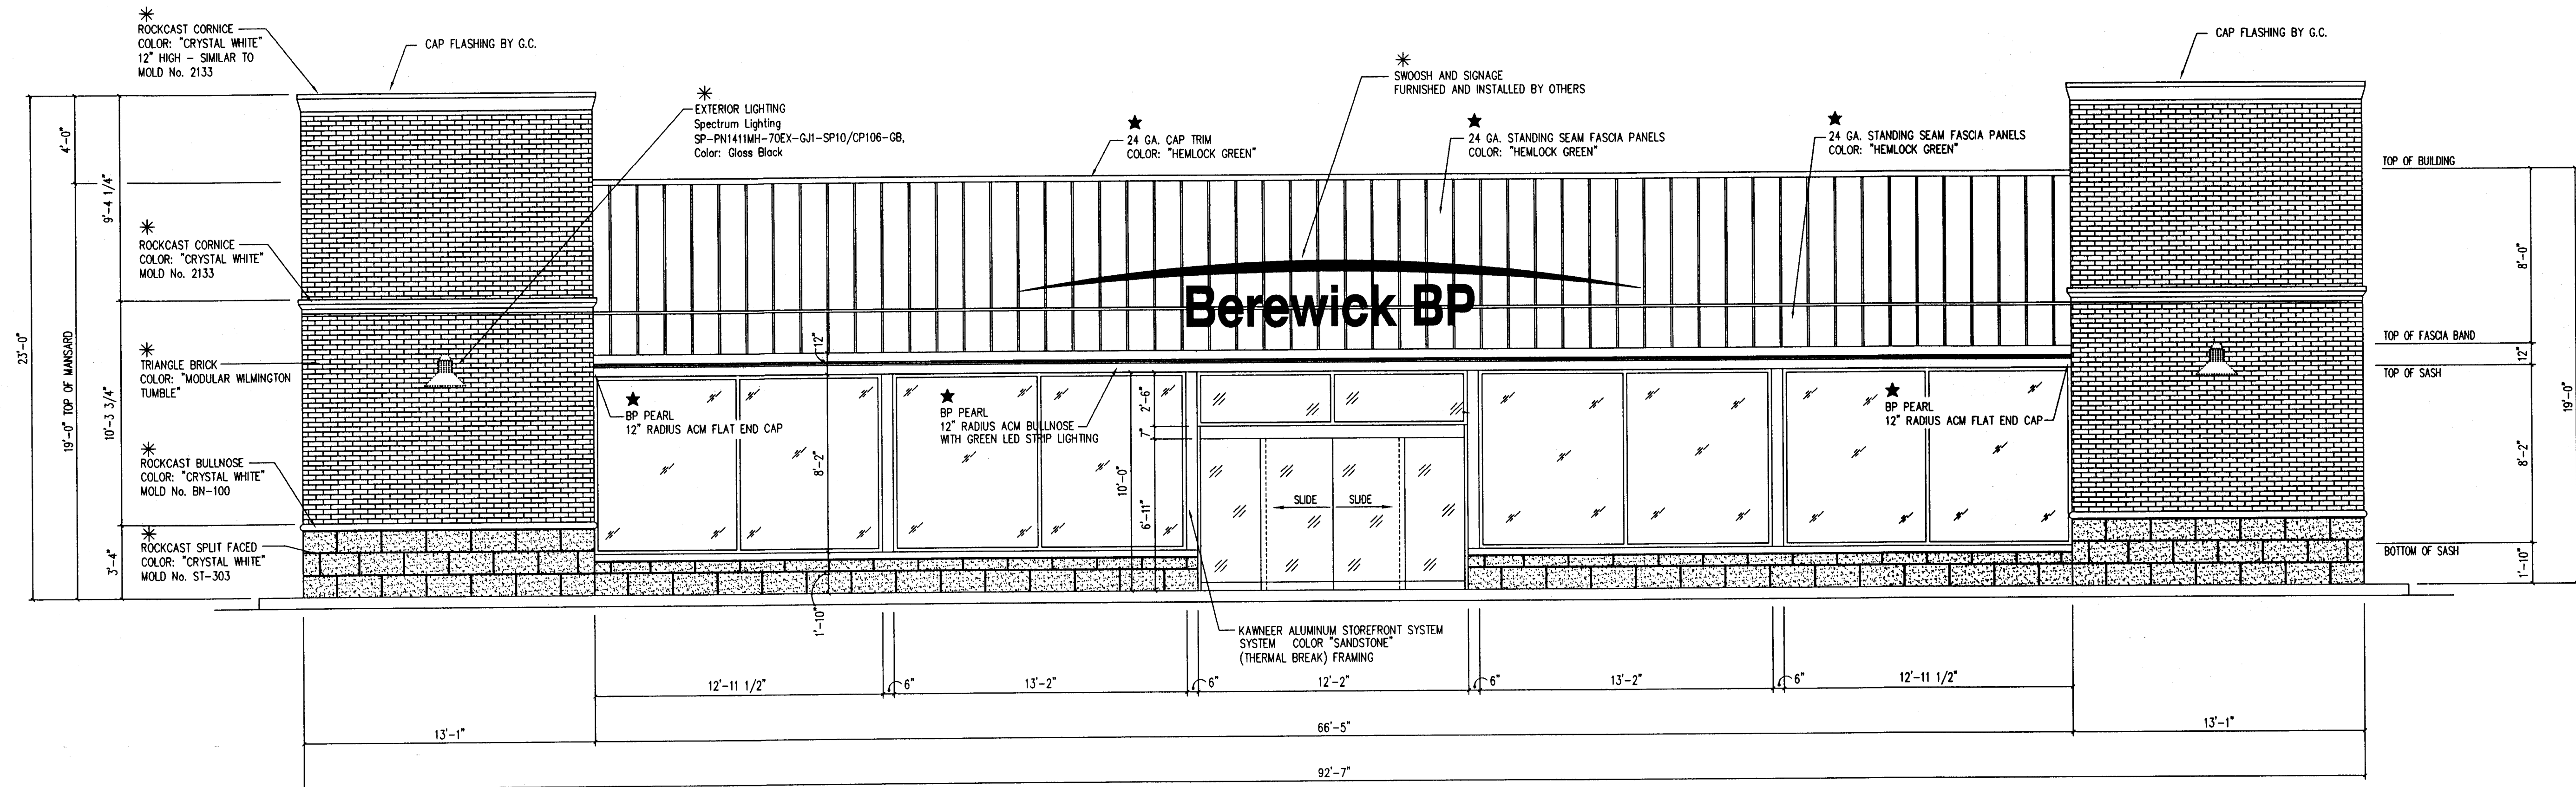 ✳
ROCKCAST CORNICE
COLOR: "CRYSTAL WHITE"
12" HIGH – SIMILAR TO
MOLD No. 2133
CAP FLASHING BY G.C.
✳
EXTERIOR LIGHTING
Spectrum Lighting
SP-PN1411MH-70EX-GJ1-SP10/CP106-GB,
Color: Gloss Black
✳
SWOOSH AND SIGNAGE
FURNISHED AND INSTALLED BY OTHERS
★
24 GA. CAP TRIM
COLOR: "HEMLOCK GREEN"
★
24 GA. STANDING SEAM FASCIA PANELS
COLOR: "HEMLOCK GREEN"
★
24 GA. STANDING SEAM FASCIA PANELS
COLOR: "HEMLOCK GREEN"
CAP FLASHING BY G.C.
✳
ROCKCAST CORNICE
COLOR: "CRYSTAL WHITE"
MOLD No. 2133
✳
TRIANGLE BRICK
COLOR: "MODULAR WILMINGTON
TUMBLE"
✳
ROCKCAST BULLNOSE
COLOR: "CRYSTAL WHITE"
MOLD No. BN-100
✳
ROCKCAST SPLIT FACED
COLOR: "CRYSTAL WHITE"
MOLD No. ST-303
23'-0"
4'-0"
19'-0" TOP OF MANSARD
9'-4 1/4"
10'-3 3/4"
3'-4"
Berewick BP
★
BP PEARL
12" RADIUS ACM FLAT END CAP
★
BP PEARL
12" RADIUS ACM BULLNOSE
WITH GREEN LED STRIP LIGHTING
★
BP PEARL
12" RADIUS ACM FLAT END CAP
12"
8'-2"
1'-10"
10'-0"
2'-6"
7"
6'-11"
SLIDE
SLIDE
KAWNEER ALUMINUM STOREFRONT SYSTEM
SYSTEM COLOR "SANDSTONE"
(THERMAL BREAK) FRAMING
TOP OF BUILDING
TOP OF FASCIA BAND
TOP OF SASH
BOTTOM OF SASH
8'-0"
12"
8'-2"
1'-10"
19'-0"
12'-11 1/2"
6"
13'-2"
6"
12'-2"
6"
13'-2"
6"
12'-11 1/2"
13'-1"
66'-5"
13'-1"
92'-7"